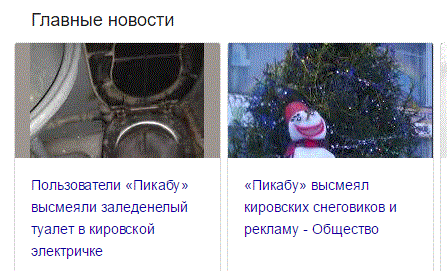 Главные новости
Пользователи «Пикабу»
высмеяли заледенелый
туалет в кировской
электричке
«Пикабу» высмеял
кировских снеговиков и
рекламу - Общество